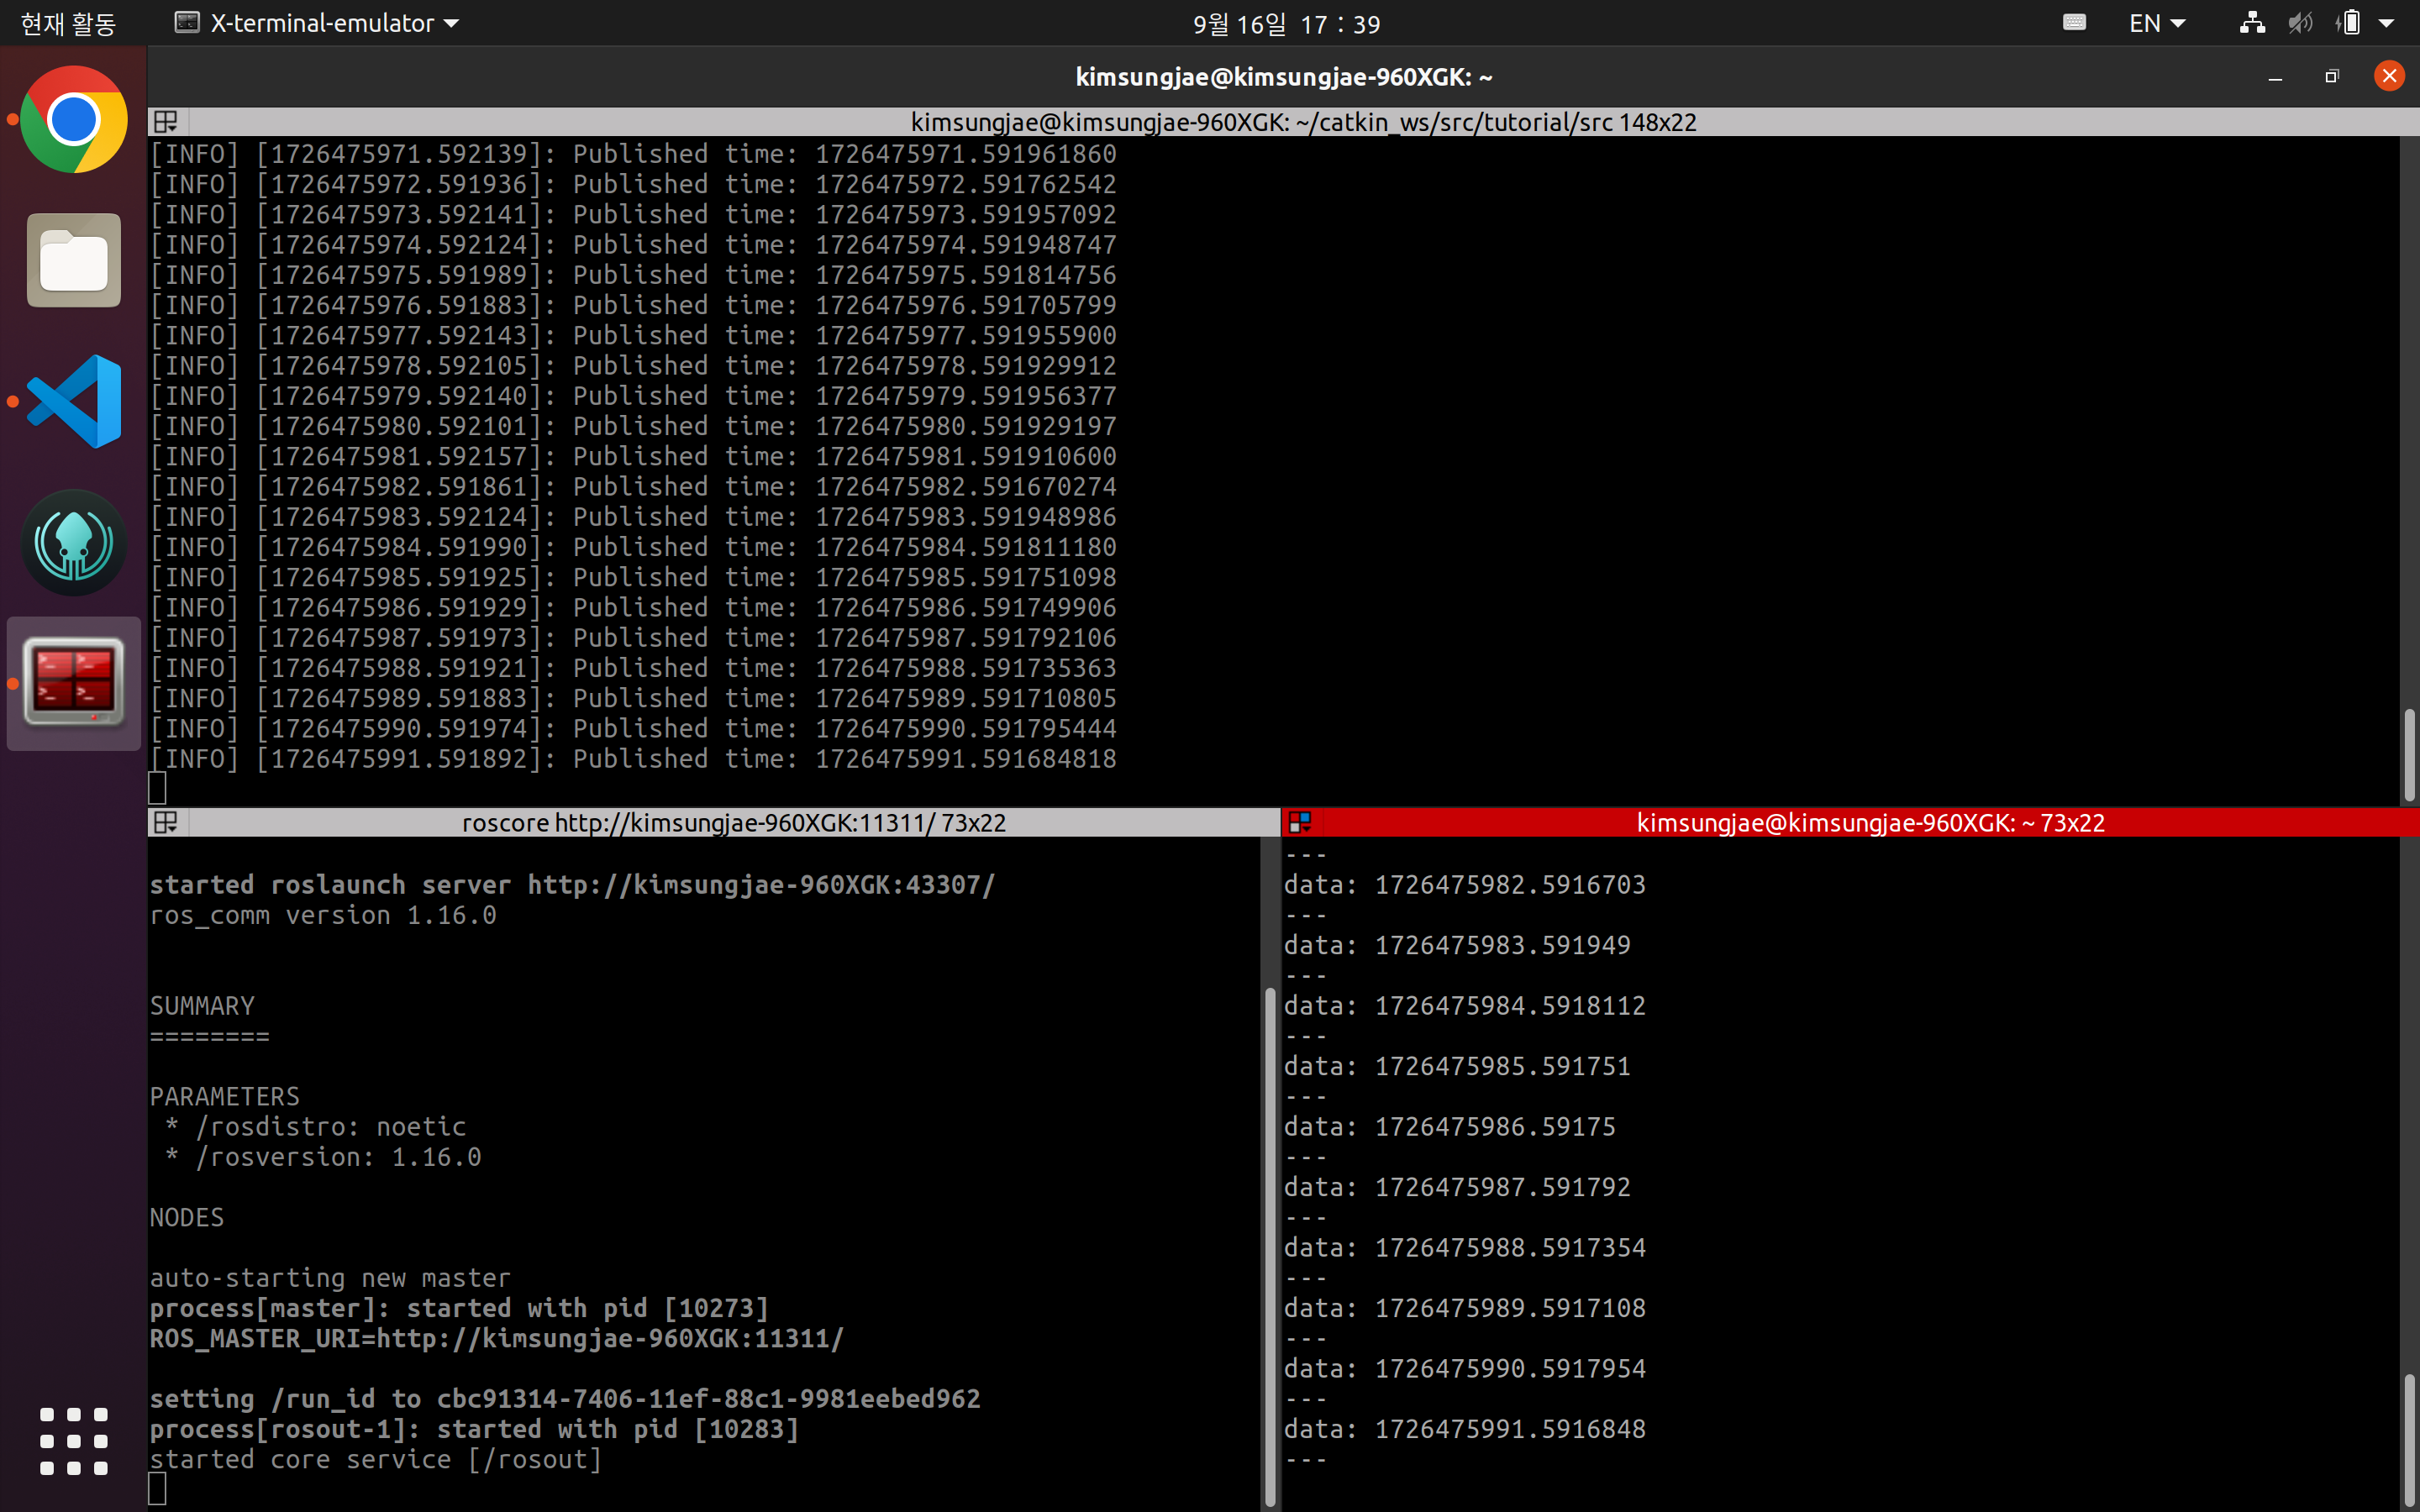 현재 활동
X-terminal-emulator
9월 16일 17 : 39
EN
kimsungjae@kimsungjae-960XGK: ~
kimsungjae@kimsungjae-960XGK: ~/catkin_ws/src/tutorial/src 148x22
[INFO] [1726475971.592139]: Published time: 1726475971.591961860
[INFO] [1726475972.591936]: Published time: 1726475972.591762542
[INFO] [1726475973.592141]: Published time: 1726475973.591957092
[INFO] [1726475974.592124]: Published time: 1726475974.591948747
[INFO] [1726475975.591989]: Published time: 1726475975.591814756
[INFO] [1726475976.591883]: Published time: 1726475976.591705799
[INFO] [1726475977.592143]: Published time: 1726475977.591955900
[INFO] [1726475978.592105]: Published time: 1726475978.591929912
[INFO] [1726475979.592140]: Published time: 1726475979.591956377
[INFO] [1726475980.592101]: Published time: 1726475980.591929197
[INFO] [1726475981.592157]: Published time: 1726475981.591910600
[INFO] [1726475982.591861]: Published time: 1726475982.591670274
[INFO] [1726475983.592124]: Published time: 1726475983.591948986
[INFO] [1726475984.591990]: Published time: 1726475984.591811180
[INFO] [1726475985.591925]: Published time: 1726475985.591751098
[INFO] [1726475986.591929]: Published time: 1726475986.591749906
[INFO] [1726475987.591973]: Published time: 1726475987.591792106
[INFO] [1726475988.591921]: Published time: 1726475988.591735363
[INFO] [1726475989.591883]: Published time: 1726475989.591710805
[INFO] [1726475990.591974]: Published time: 1726475990.591795444
[INFO] [1726475991.591892]: Published time: 1726475991.591684818
roscore http://kimsungjae-960XGK:11311/ 73x22
started roslaunch server http://kimsungjae-960XGK:43307/
ros_comm version 1.16.0
SUMMARY
========
PARAMETERS
* /rosdistro: noetic
* /rosversion: 1.16.0
NODES
auto-starting new master
process[master]: started with pid [10273]
ROS_MASTER_URI=http://kimsungjae-960XGK:11311/
setting /run_id to cbc91314-7406-11ef-88c1-9981eebed962
process[rosout-1]: started with pid [10283]
started core service [/rosout]
kimsungjae@kimsungjae-960XGK: ~ 73x22
---
data: 1726475982.5916703
---
data: 1726475983.591949
---
data: 1726475984.5918112
---
data: 1726475985.591751
---
data: 1726475986.59175
---
data: 1726475987.591792
---
data: 1726475988.5917354
---
data: 1726475989.5917108
---
data: 1726475990.5917954
---
data: 1726475991.5916848
---